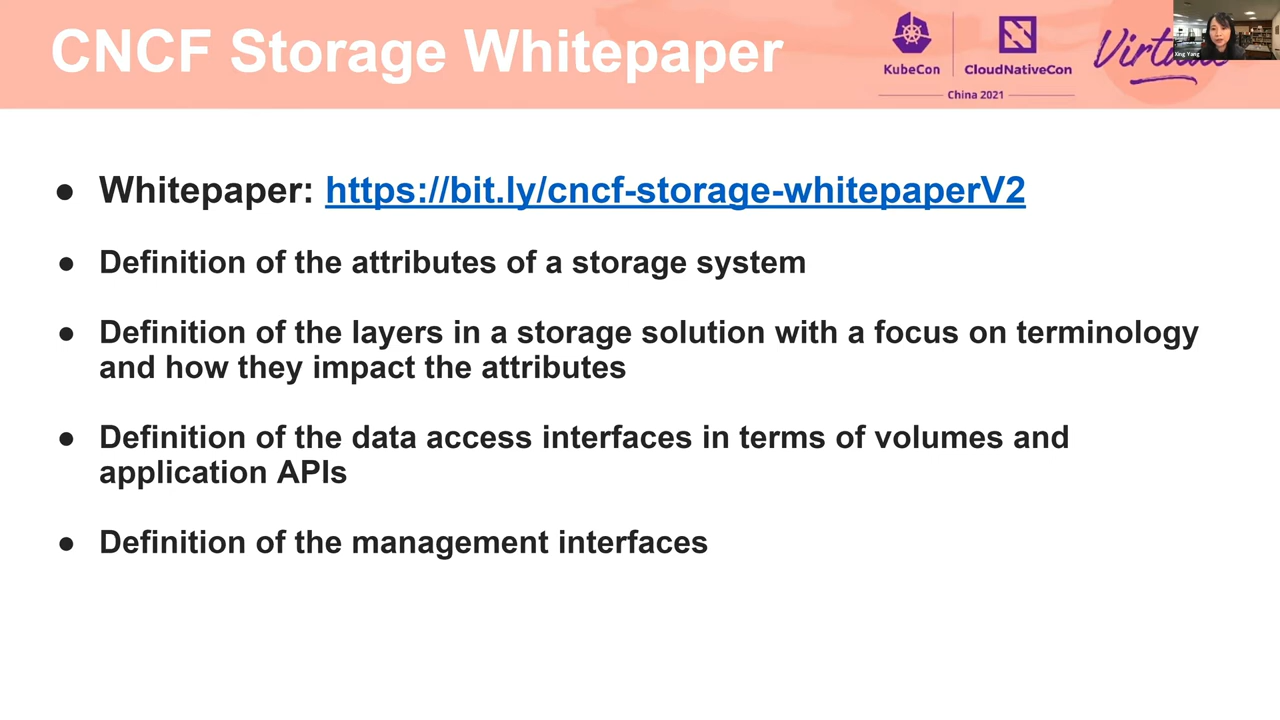 CNCF Storage Whitepaper
KubeCon
CloudNativeCon
China 2021
Virtual
Xing Yang
● Whitepaper: https://bit.ly/cncf-storage-whitepaperV2
● Definition of the attributes of a storage system
● Definition of the layers in a storage solution with a focus on terminology
and how they impact the attributes
● Definition of the data access interfaces in terms of volumes and
application APIs
● Definition of the management interfaces